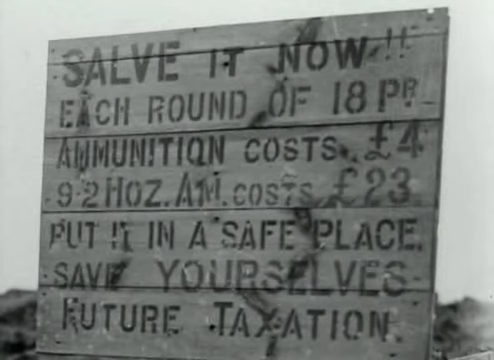 SALVE IT NOW!!
EACH ROUND OF 18 PR
AMMUNITION COSTS. £4
9·2 HOZ. AM. COSTS £23
PUT IT IN A SAFE PLACE.
SAVE YOURSELVES
FUTURE TAXATION.